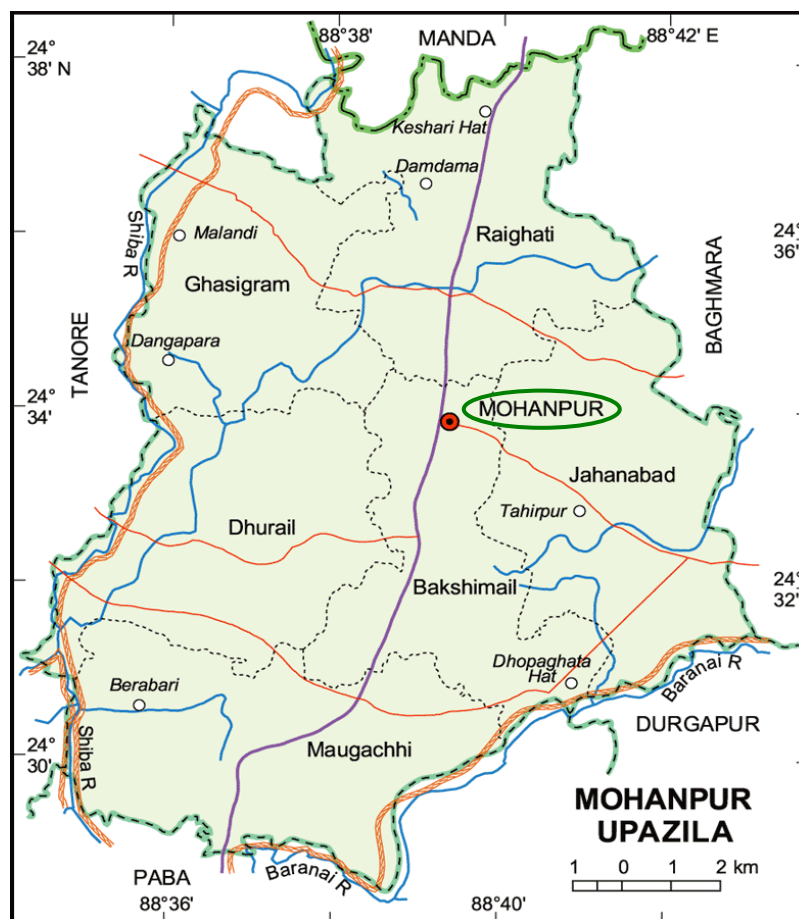 88° 38'
88° 42' E
MANDA
24°
38' N
Keshari Hat
Damdama
Shiba R
Malandi
Raighati
24°
36'
Ghasigram
BAGHMARA
TANORE
Dangapara
24°
34'
MOHANPUR
Jahanabad
Tahirpur
Dhurail
Bakshimail
24°
32'
Dhopaghata
Hat
Baranai R
Berabari
Shiba R
DURGAPUR
24°
30'
Maugachhi
MOHANPUR
UPAZILA
1 0 1 2 km
PABA
Baranai R
88° 36'
88° 40'